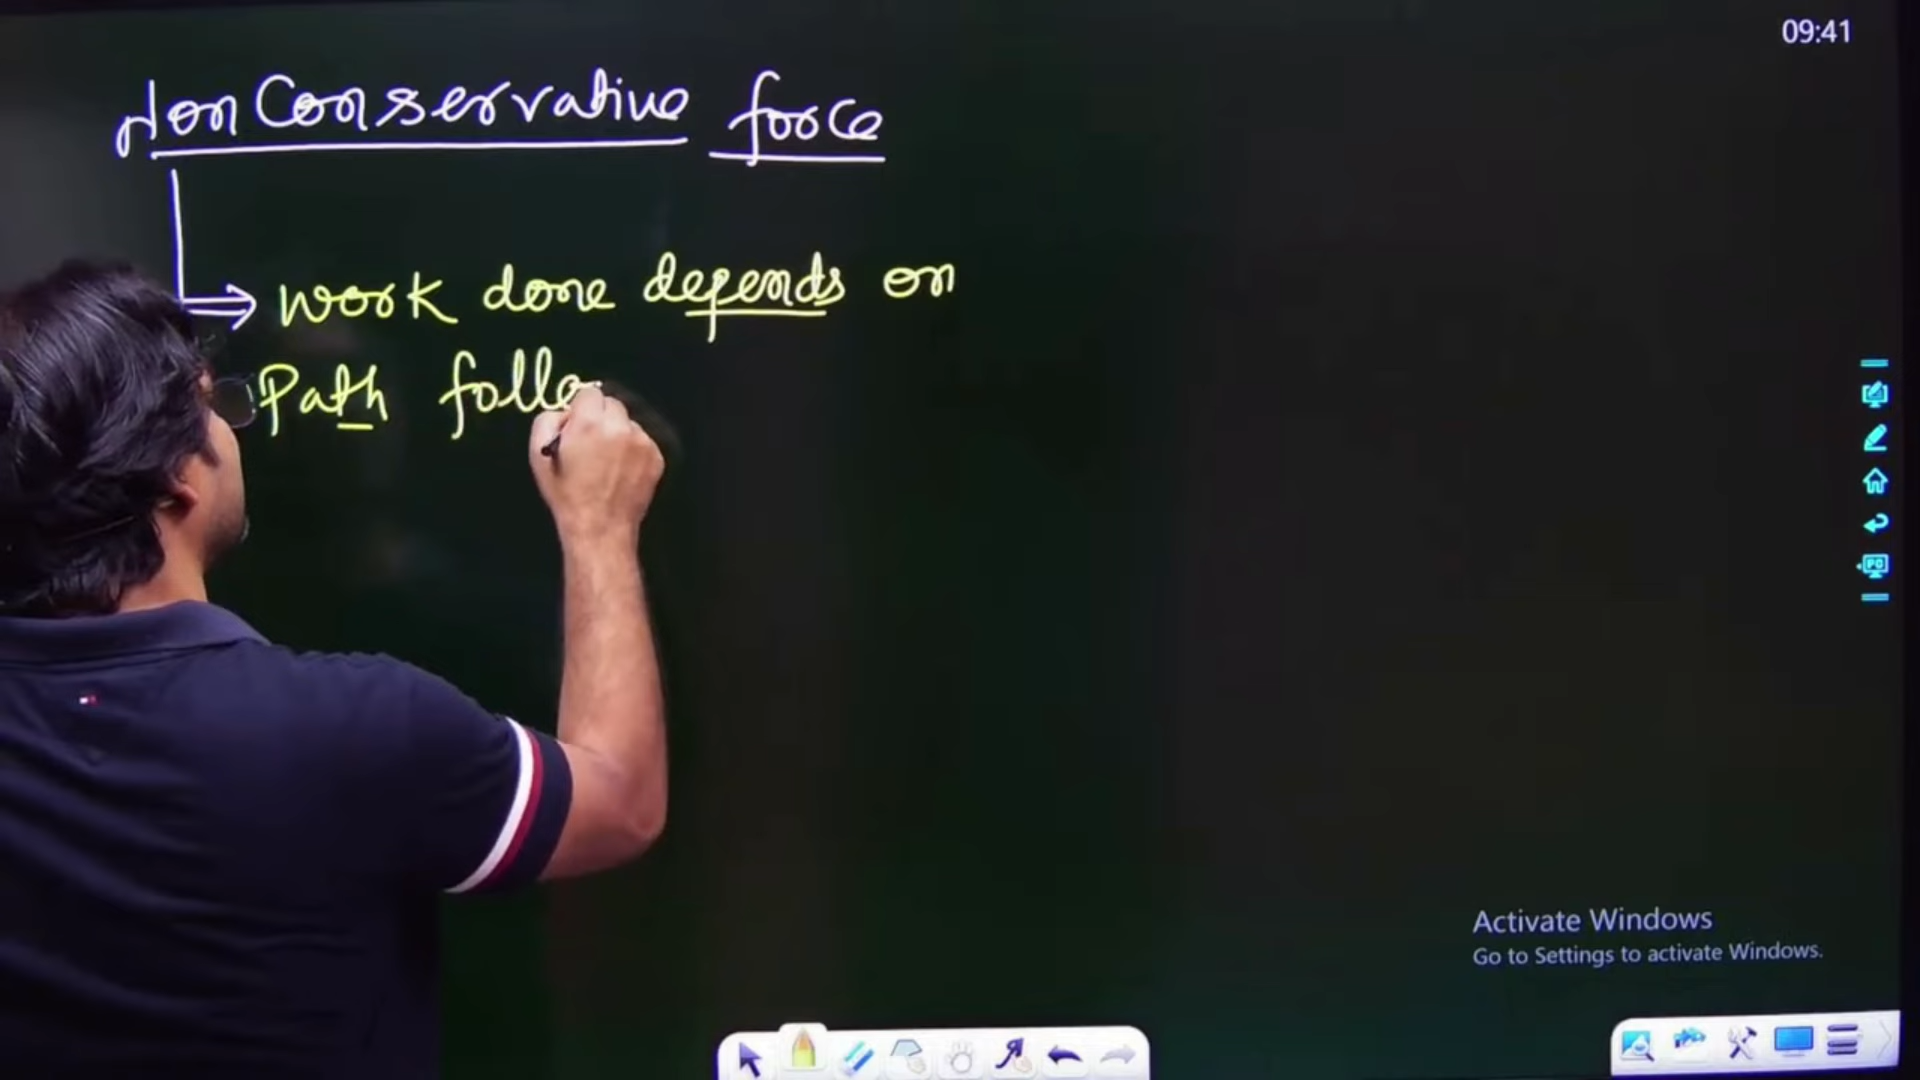 09:41
Non Conservative force
work done depends on
Path follo
Activate Windows
Go to Settings to activate Windows.
PC